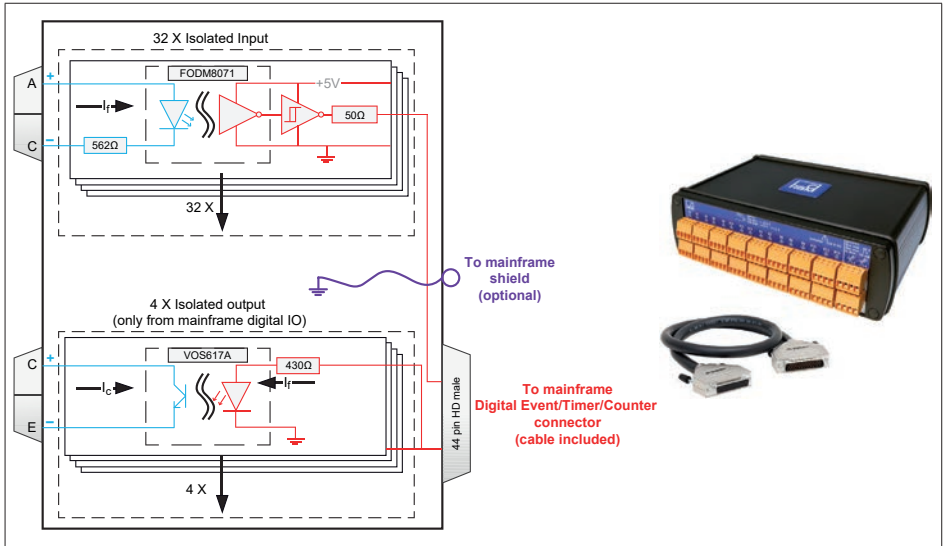 32 X Isolated Input
FODM8071
A
+
If
+5V
50Ω
C
–
562Ω
32 X
To mainframe
shield
(optional)
4 X Isolated output
(only from mainframe digital IO)
VOS617A
C
+
Ic
430Ω
If
E
–
4 X
44 pin HD male
To mainframe
Digital Event/Timer/Counter
connector
(cable included)